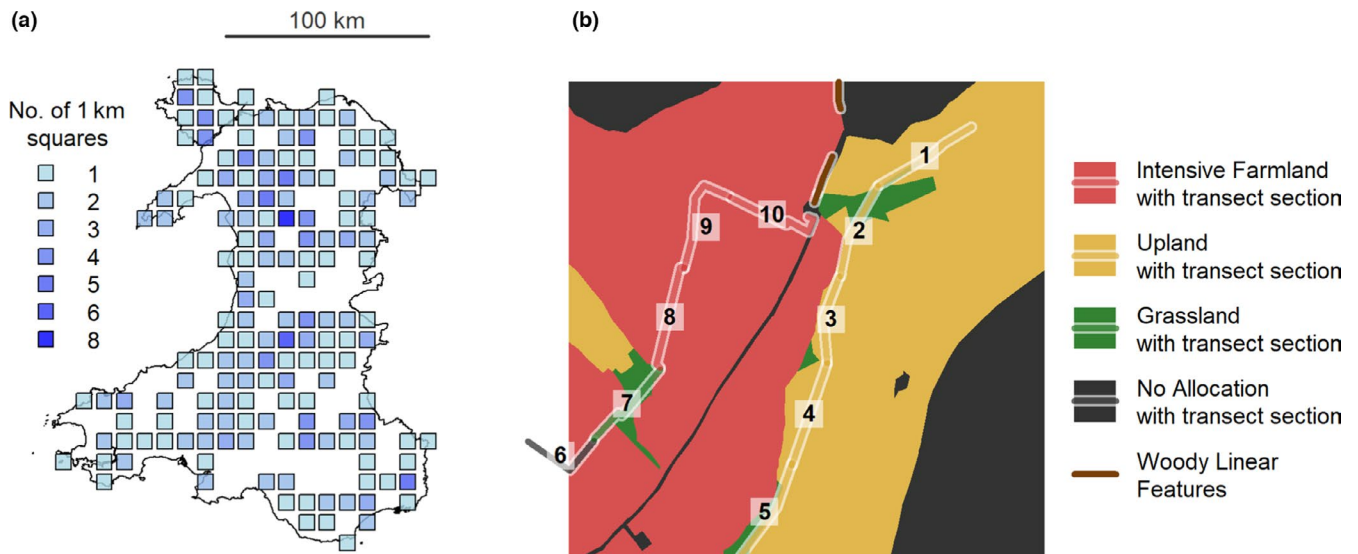 (a)
100 km
No. of 1 km
squares
1
2
3
4
5
6
8
(b)
1
2
3
4
5
6
7
8
9
10
Intensive Farmland
with transect section
Upland
with transect section
Grassland
with transect section
No Allocation
with transect section
Woody Linear
Features